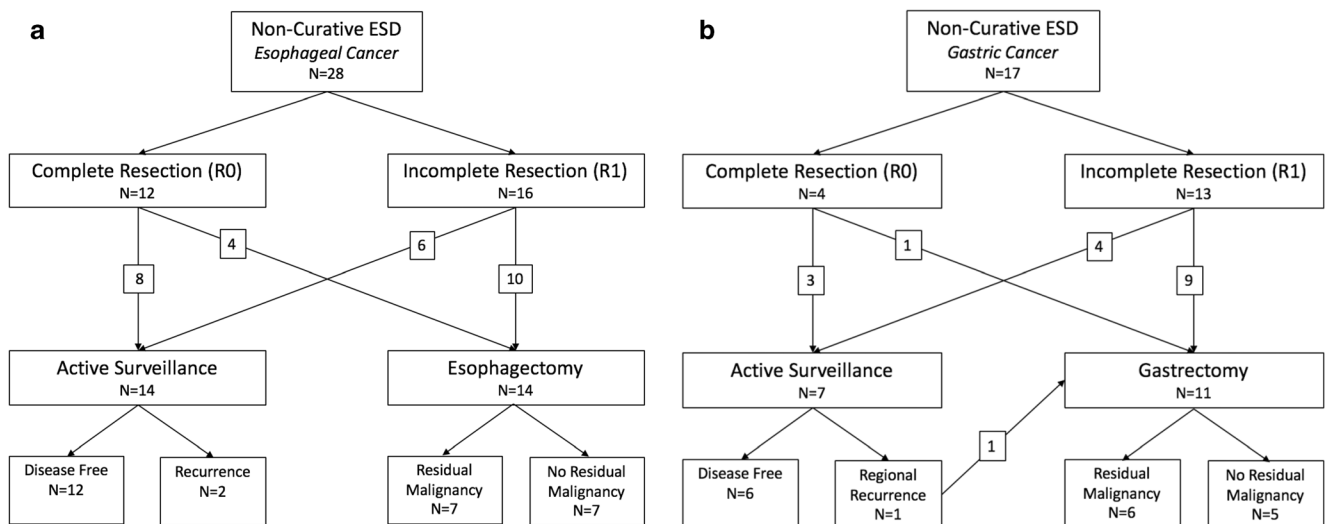 a
Non-Curative ESD
Esophageal Cancer
N=28
Complete Resection (R0)
N=12
Incomplete Resection (R1)
N=16
4
6
8
10
Active Surveillance
N=14
Esophagectomy
N=14
Disease Free
N=12
Recurrence
N=2
Residual
Malignancy
N=7
No Residual
Malignancy
N=7
b
Non-Curative ESD
Gastric Cancer
N=17
Complete Resection (R0)
N=4
Incomplete Resection (R1)
N=13
1
4
3
9
Active Surveillance
N=7
Gastrectomy
N=11
1
Disease Free
N=6
Regional
Recurrence
N=1
Residual
Malignancy
N=6
No Residual
Malignancy
N=5